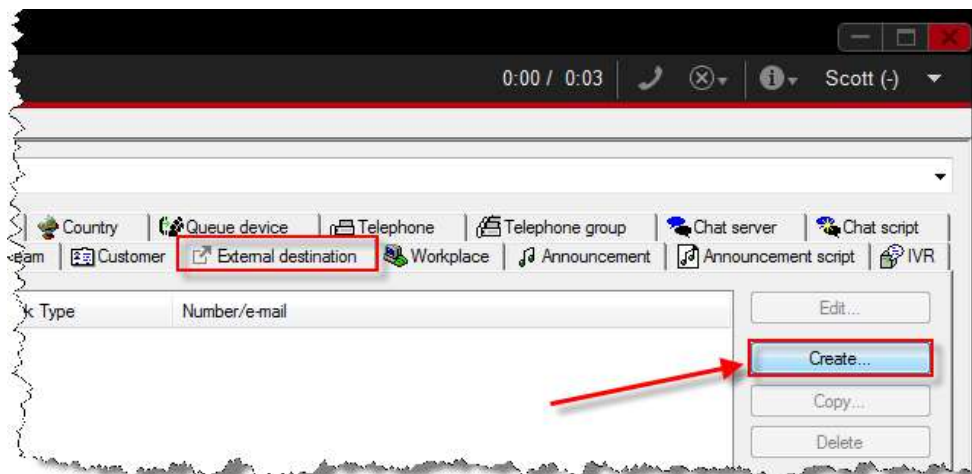 0:00 / 0:03 Scott (-)
Country Queue device Telephone Telephone group Chat server Chat script
Customer External destination Workplace Announcement Announcement script IVR
Type Number/e-mail
Edit...
Create...
Copy...
Delete